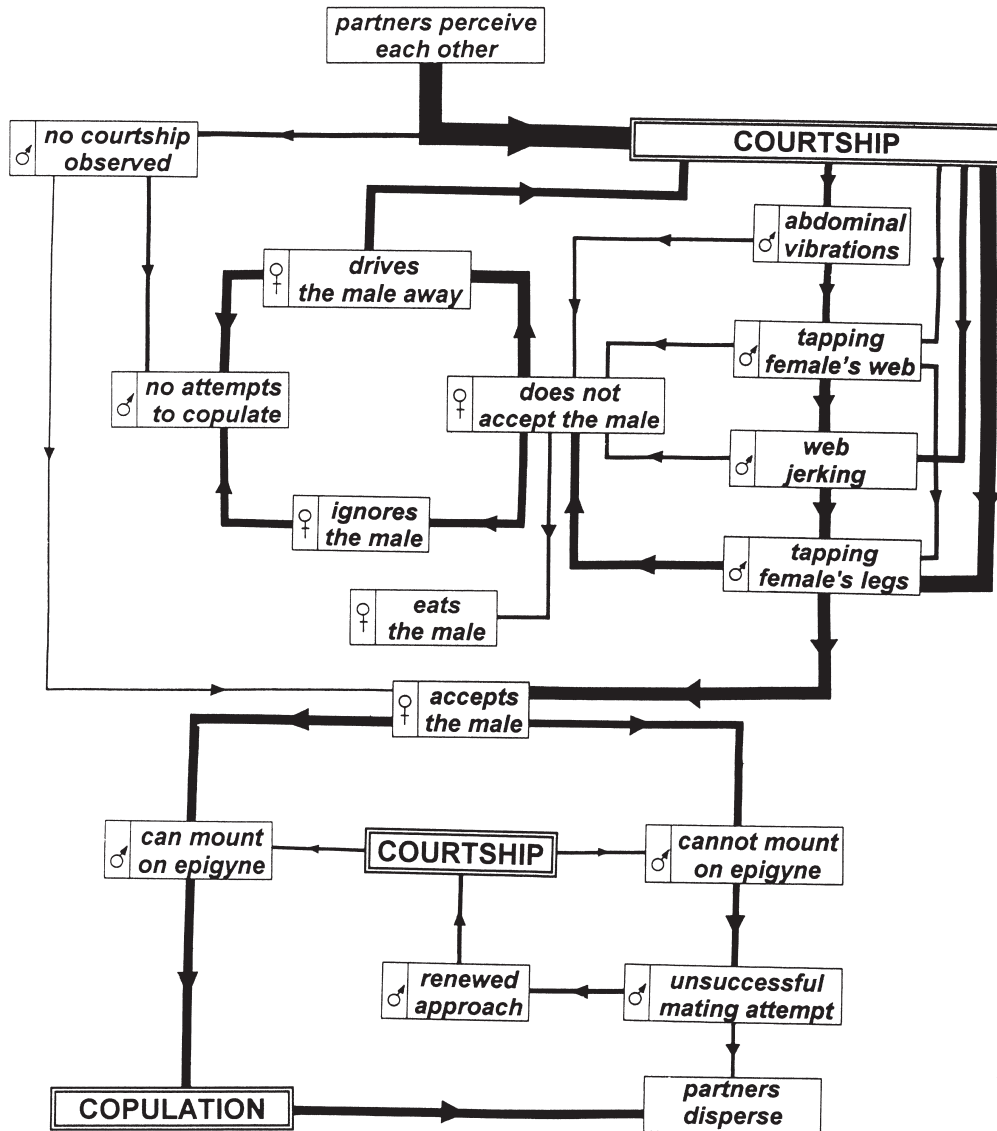 partners perceive
each other
no courtship
observed
COURTSHIP
abdominal
vibrations
drives
the male away
tapping
female's web
no attempts
to copulate
does not
accept the male
web
jerking
ignores
the male
tapping
female's legs
eats
the male
accepts
the male
can mount
on epigyne
COURTSHIP
cannot mount
on epigyne
renewed
approach
unsuccessful
mating attempt
COPULATION
partners
disperse